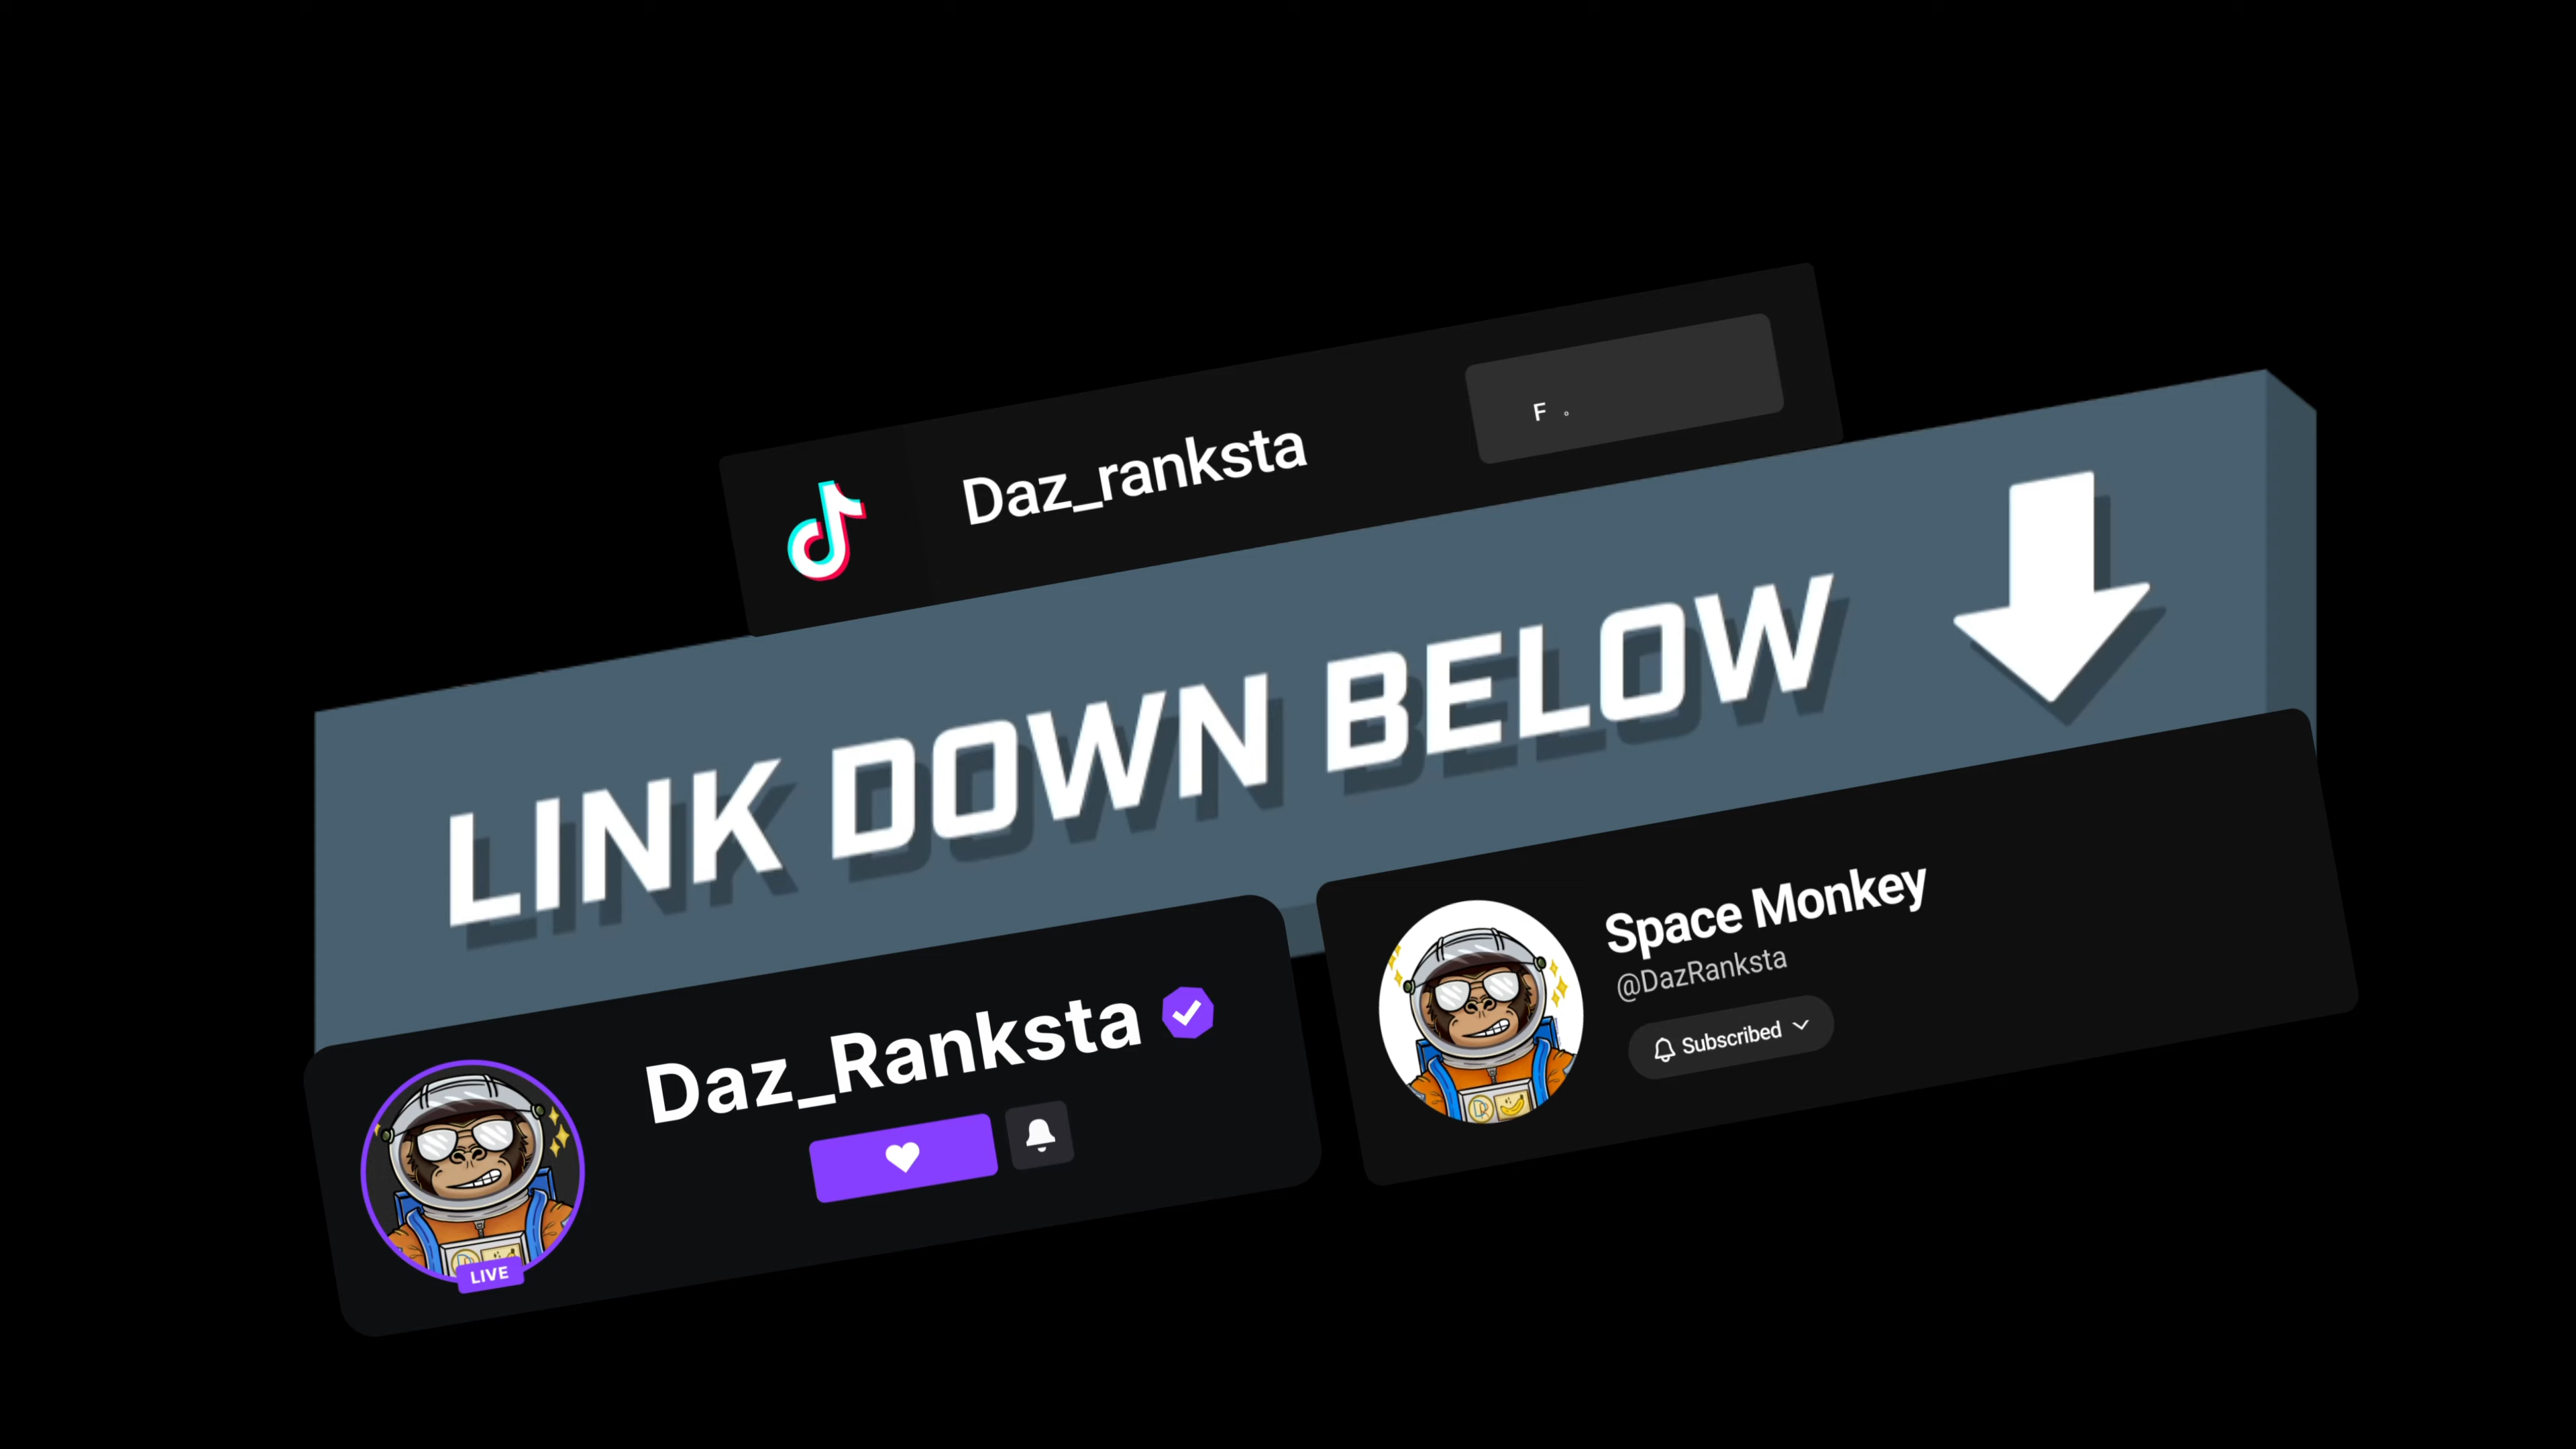 Daz_ranksta
F
LINK DOWN BELOW
Daz_Ranksta
LIVE
Space Monkey
@DazRanksta
Subscribed